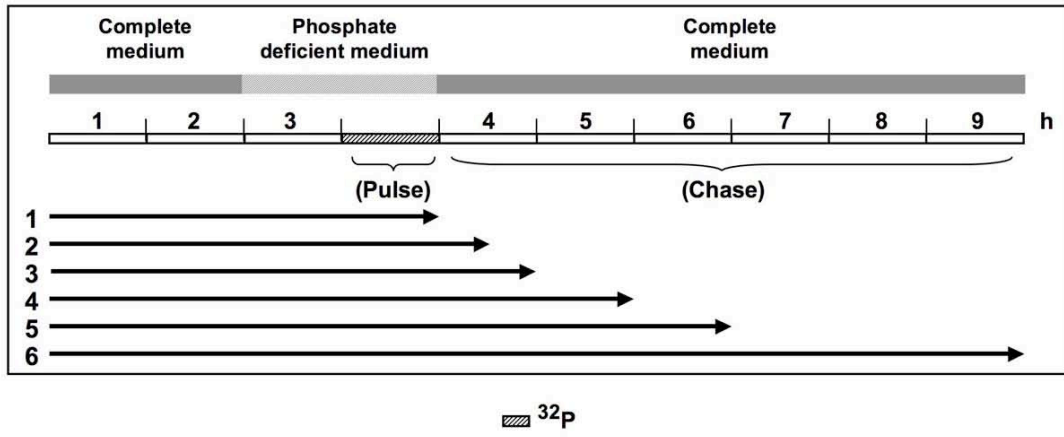 Complete medium
Phosphate deficient medium
Complete medium
1 2 3 4 5 6 7 8 9 h
(Pulse) (Chase)
1
2
3
4
5
6
32P